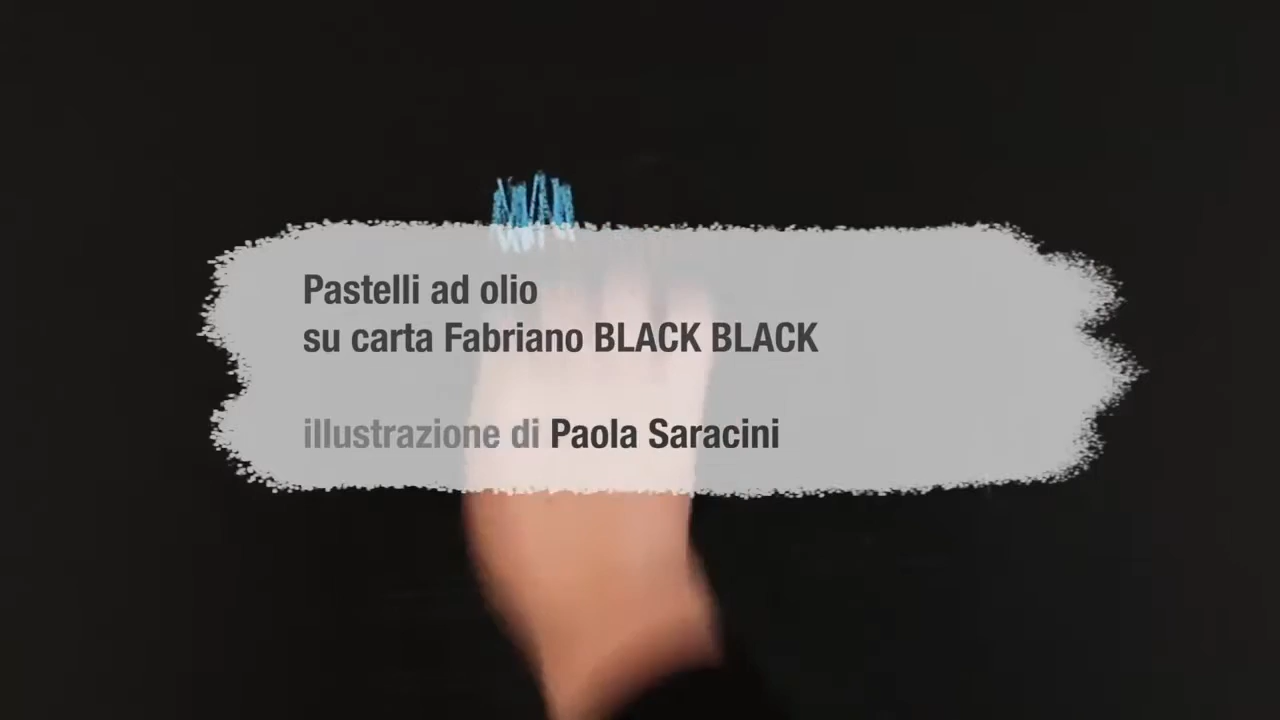 Pastelli ad olio
su carta Fabriano BLACK BLACK
illustrazione di Paola Saracini